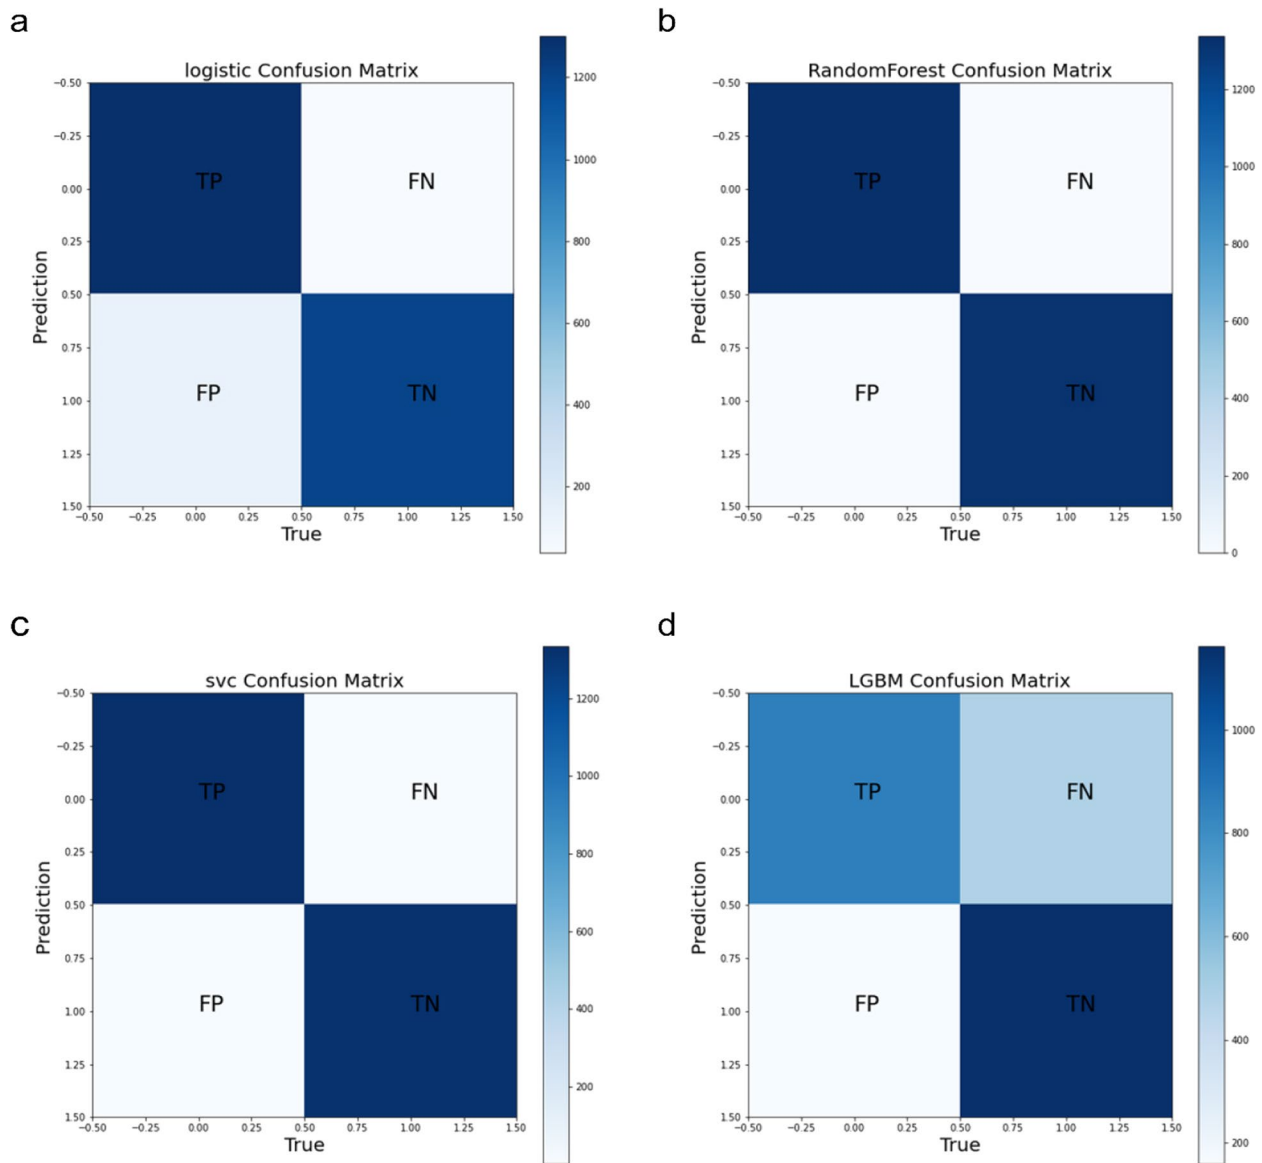 a
logistic Confusion Matrix
−0.50
−0.25
0.00
0.25
0.50
0.75
1.00
1.25
1.50
Prediction
TP
FN
FP
TN
−0.50 −0.25 0.00 0.25 0.50 0.75 1.00 1.25 1.50
True
1200
1000
800
600
400
200
b
RandomForest Confusion Matrix
−0.50
−0.25
0.00
0.25
0.50
0.75
1.00
1.25
1.50
Prediction
TP
FN
FP
TN
−0.50 −0.25 0.00 0.25 0.50 0.75 1.00 1.25 1.50
True
1200
1000
800
600
400
200
0
c
svc Confusion Matrix
−0.50
−0.25
0.00
0.25
0.50
0.75
1.00
1.25
1.50
Prediction
TP
FN
FP
TN
−0.50 −0.25 0.00 0.25 0.50 0.75 1.00 1.25 1.50
True
1200
1000
800
600
400
200
d
LGBM Confusion Matrix
−0.50
−0.25
0.00
0.25
0.50
0.75
1.00
1.25
1.50
Prediction
TP
FN
FP
TN
−0.50 −0.25 0.00 0.25 0.50 0.75 1.00 1.25 1.50
True
1000
800
600
400
200